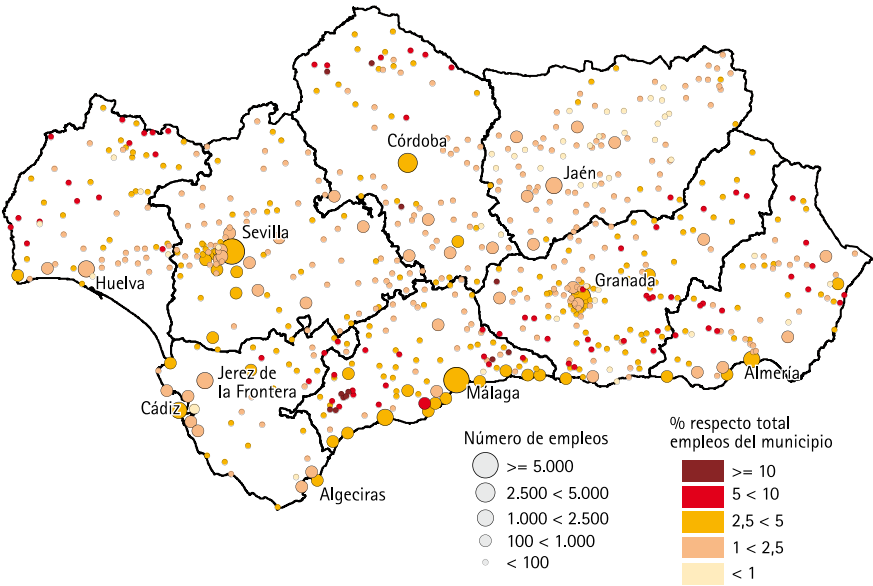 Córdoba
Jaén
Sevilla
Huelva
Granada
Jerez de
la Frontera
Cádiz
Málaga
Almería
Algeciras
Número de empleos
>= 5.000
2.500 < 5.000
1.000 < 2.500
100 < 1.000
< 100
% respecto total
empleos del municipio
>= 10
5 < 10
2,5 < 5
1 < 2,5
< 1